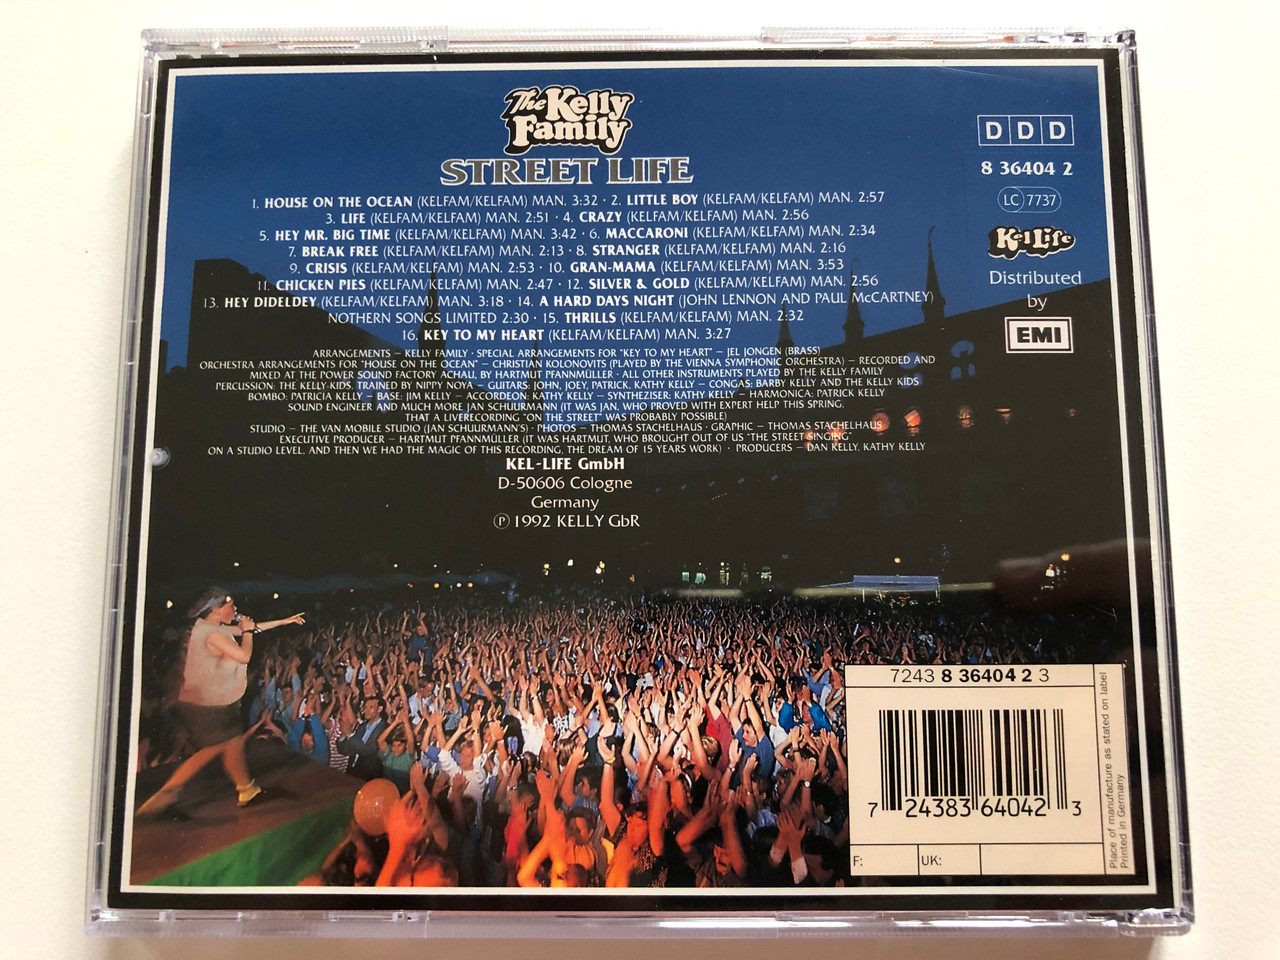 The Kelly Family
STREET LIFE
1. HOUSE ON THE OCEAN (KELFAM/KELFAM) MAN. 3:32 · 2. LITTLE BOY (KELFAM/KELFAM) MAN. 2:57
3. LIFE (KELFAM/KELFAM) MAN. 2:51 · 4. CRAZY (KELFAM/KELFAM) MAN. 2:56
5. HEY MR. BIG TIME (KELFAM/KELFAM) MAN. 3:42 · 6. MACCARONI (KELFAM/KELFAM) MAN. 2:34
7. BREAK FREE (KELFAM/KELFAM) MAN. 2:13 · 8. STRANGER (KELFAM/KELFAM) MAN. 2:16
9. CRISIS (KELFAM/KELFAM) MAN. 2:53 · 10. GRAN-MAMA (KELFAM/KELFAM) MAN. 3:53
11. CHICKEN PIES (KELFAM/KELFAM) MAN. 2:47 · 12. SILVER & GOLD (KELFAM/KELFAM) MAN. 2:56
13. HEY DIDELDEY (KELFAM/KELFAM) MAN. 3:18 · 14. A HARD DAYS NIGHT (JOHN LENNON AND PAUL McCARTNEY)
NOTHERN SONGS LIMITED 2:30 · 15. THRILLS (KELFAM/KELFAM) MAN. 2:32
16. KEY TO MY HEART (KELFAM/KELFAM) MAN. 3:27
ARRANGEMENTS – KELLY FAMILY · SPECIAL ARRANGEMENTS FOR "KEY TO MY HEART" – JEL JONGEN (BRASS)
ORCHESTRA ARRANGEMENTS FOR "HOUSE ON THE OCEAN" – CHRISTIAN KOLONOVITS (PLAYED BY THE VIENNA SYMPHONIC ORCHESTRA) – RECORDED AND
MIXED AT THE POWER SOUND FACTORY ACHAU, BY HARTMUT PFANNMÜLLER · ALL OTHER INSTRUMENTS PLAYED BY THE KELLY FAMILY
PERCUSSION: THE KELLY-KIDS, TRAINED BY NIPPY NOYA – GUITARS: JOHN, JOEY, PATRICK, KATHY KELLY – CONGAS: BARBY KELLY AND THE KELLY KIDS
BOMBO: PATRICIA KELLY – BASE: JIM KELLY – ACCORDEON: KATHY KELLY – SYNTHEZISER: KATHY KELLY – HARMONICA: PATRICK KELLY
SOUND ENGINEER AND MUCH MORE JAN SCHUURMANN (IT WAS JAN, WHO PROVED WITH EXPERT HELP THIS SPRING,
THAT A LIVERECORDING "ON THE STREET" WAS PROBABLY POSSIBLE)
STUDIO – THE VAN MOBILE STUDIO (JAN SCHUURMANN'S) · PHOTOS – THOMAS STACHELHAUS · GRAPHIC – THOMAS STACHELHAUS
EXECUTIVE PRODUCER – HARTMUT PFANNMÜLLER (IT WAS HARTMUT, WHO BROUGHT OUT OF US "THE STREET SINGING"
ON A STUDIO LEVEL, AND THEN WE HAD THE MAGIC OF THIS RECORDING, THE DREAM OF 15 YEARS WORK) · PRODUCERS – DAN KELLY, KATHY KELLY
KEL-LIFE GmbH
D-50606 Cologne
Germany
℗ 1992 KELLY GbR
DDD
8 36404 2
LC 7737
KelLife
Distributed
by
EMI
7243 8 36404 2 3
7 24383 64042 3
F: UK:
Place of manufacture as stated on label
Printed in Germany